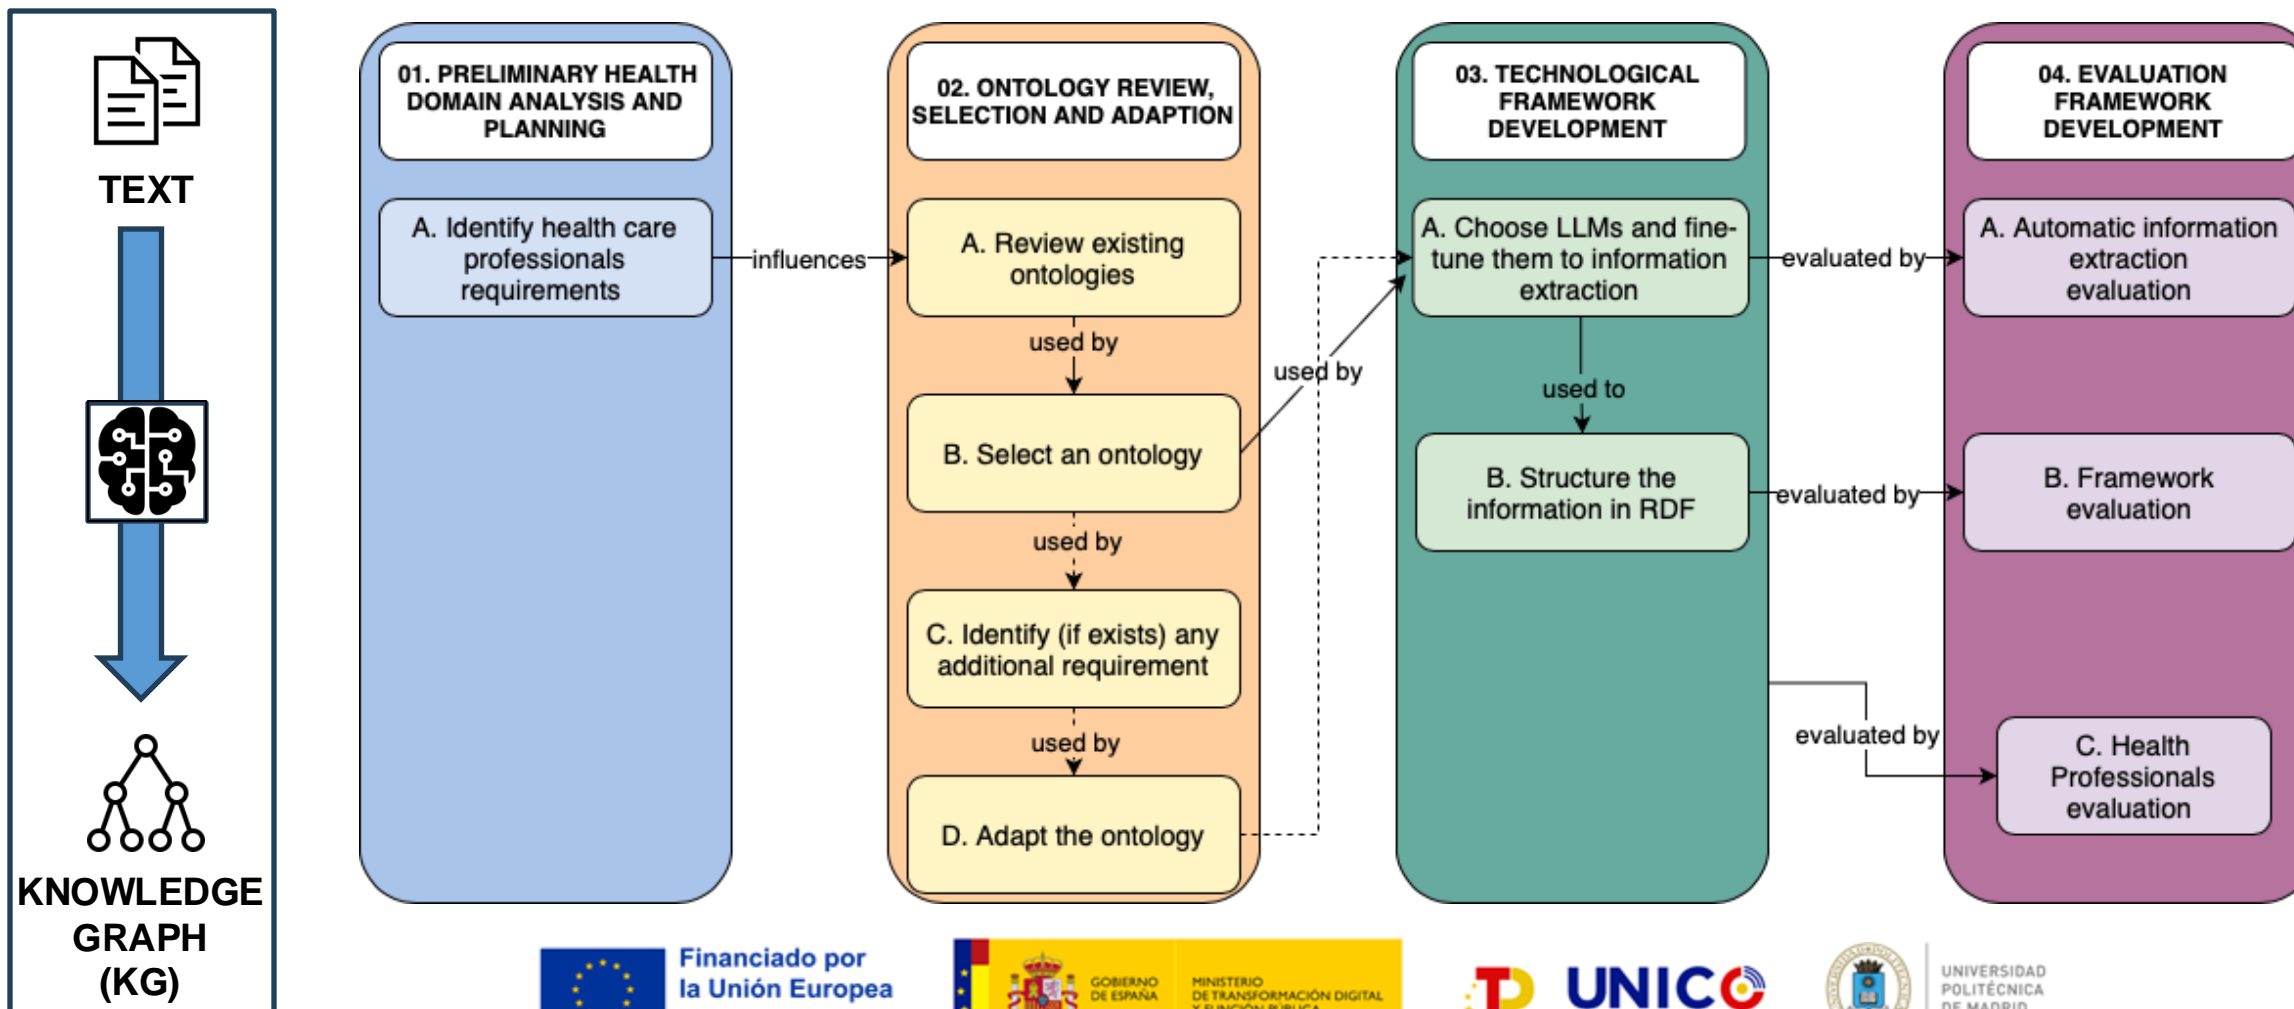 TEXT
KNOWLEDGE
GRAPH
(KG)
01. PRELIMINARY HEALTH
DOMAIN ANALYSIS AND
PLANNING
A. Identify health care
professionals
requirements
influences
02. ONTOLOGY REVIEW,
SELECTION AND ADAPTION
A. Review existing
ontologies
used by
B. Select an ontology
used by
C. Identify (if exists) any
additional requirement
used by
D. Adapt the ontology
used by
03. TECHNOLOGICAL
FRAMEWORK
DEVELOPMENT
A. Choose LLMs and fine-
tune them to information
extraction
used to
B. Structure the
information in RDF
evaluated by
evaluated by
evaluated by
04. EVALUATION
FRAMEWORK
DEVELOPMENT
A. Automatic information
extraction
evaluation
B. Framework
evaluation
C. Health
Professionals
evaluation
Financiado por
la Unión Europea
GOBIERNO
DE ESPAÑA
MINISTERIO
DE TRANSFORMACIÓN DIGITAL
Y FUNCIÓN PÚBLICA
UNICO
UNIVERSIDAD
POLITÉCNICA
DE MADRID